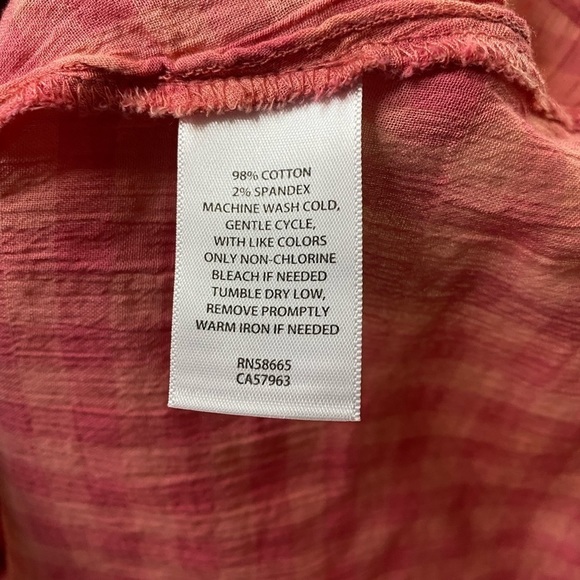 98% COTTON
2% SPANDEX
MACHINE WASH COLD,
GENTLE CYCLE,
WITH LIKE COLORS
ONLY NON-CHLORINE
BLEACH IF NEEDED
TUMBLE DRY LOW,
REMOVE PROMPTLY
WARM IRON IF NEEDED
RN58665
CA57963